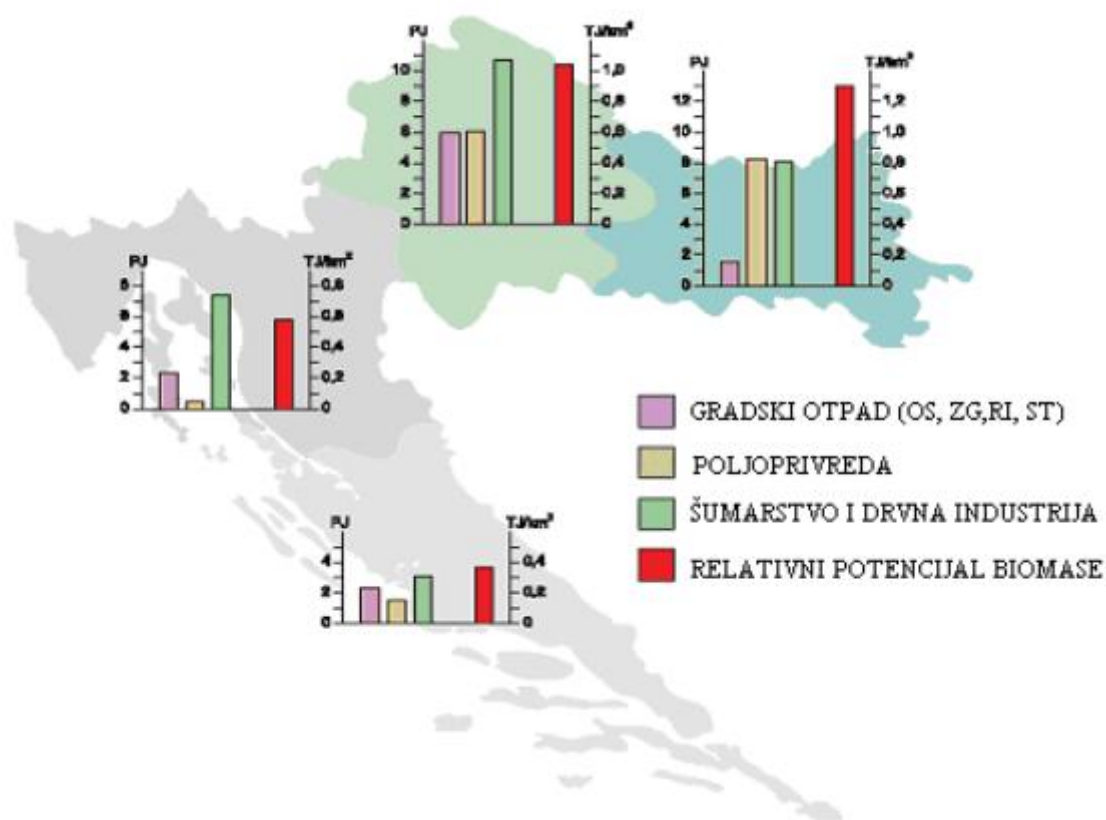 PJ TJ/km²
10 1,0
8 0,8
6 0,6
4 0,4
2 0,2
0 0
PJ TJ/km²
12 1,2
10 1,0
8 0,8
6 0,6
4 0,4
2 0,2
0 0
PJ TJ/km²
8 0,8
6 0,6
4 0,4
2 0,2
0 0
PJ TJ/km²
4 0,4
2 0,2
0 0
GRADSKI OTPAD (OS, ZG,RI, ST)
POLJOPRIVREDA
ŠUMARSTVO I DRVNA INDUSTRIJA
RELATIVNI POTENCIJAL BIOMASE